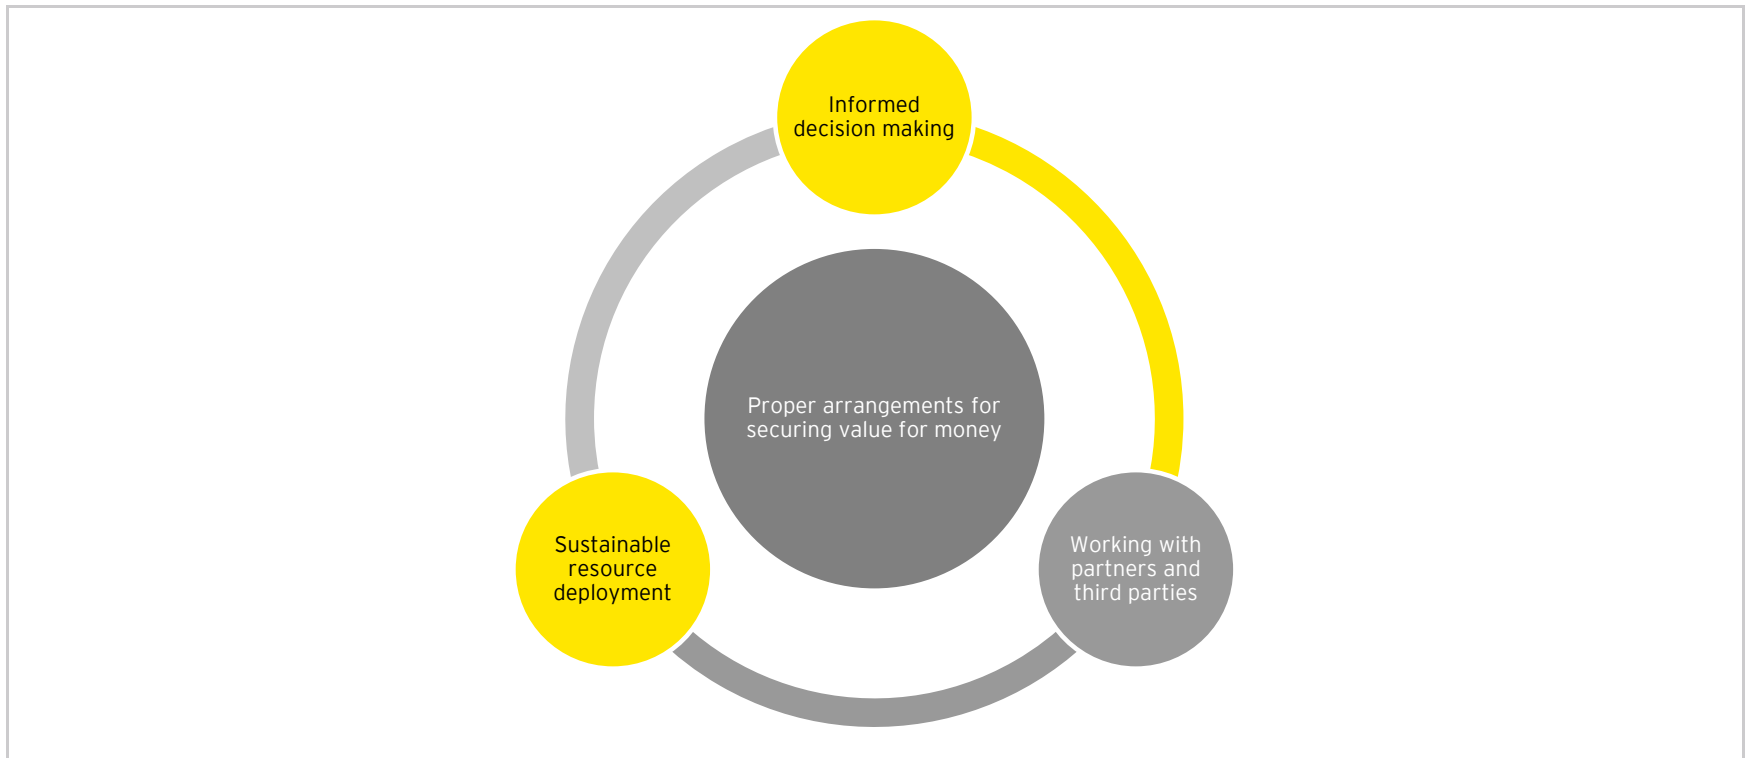 Informed
decision making
Proper arrangements for
securing value for money
Sustainable
resource
deployment
Working with
partners and
third parties